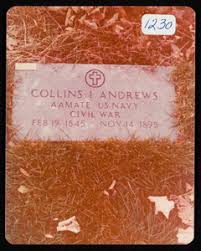 1230
COLLINS I ANDREWS
AAMATE US NAVY
CIVIL WAR
FEB 19 1845 NOV 14 1895